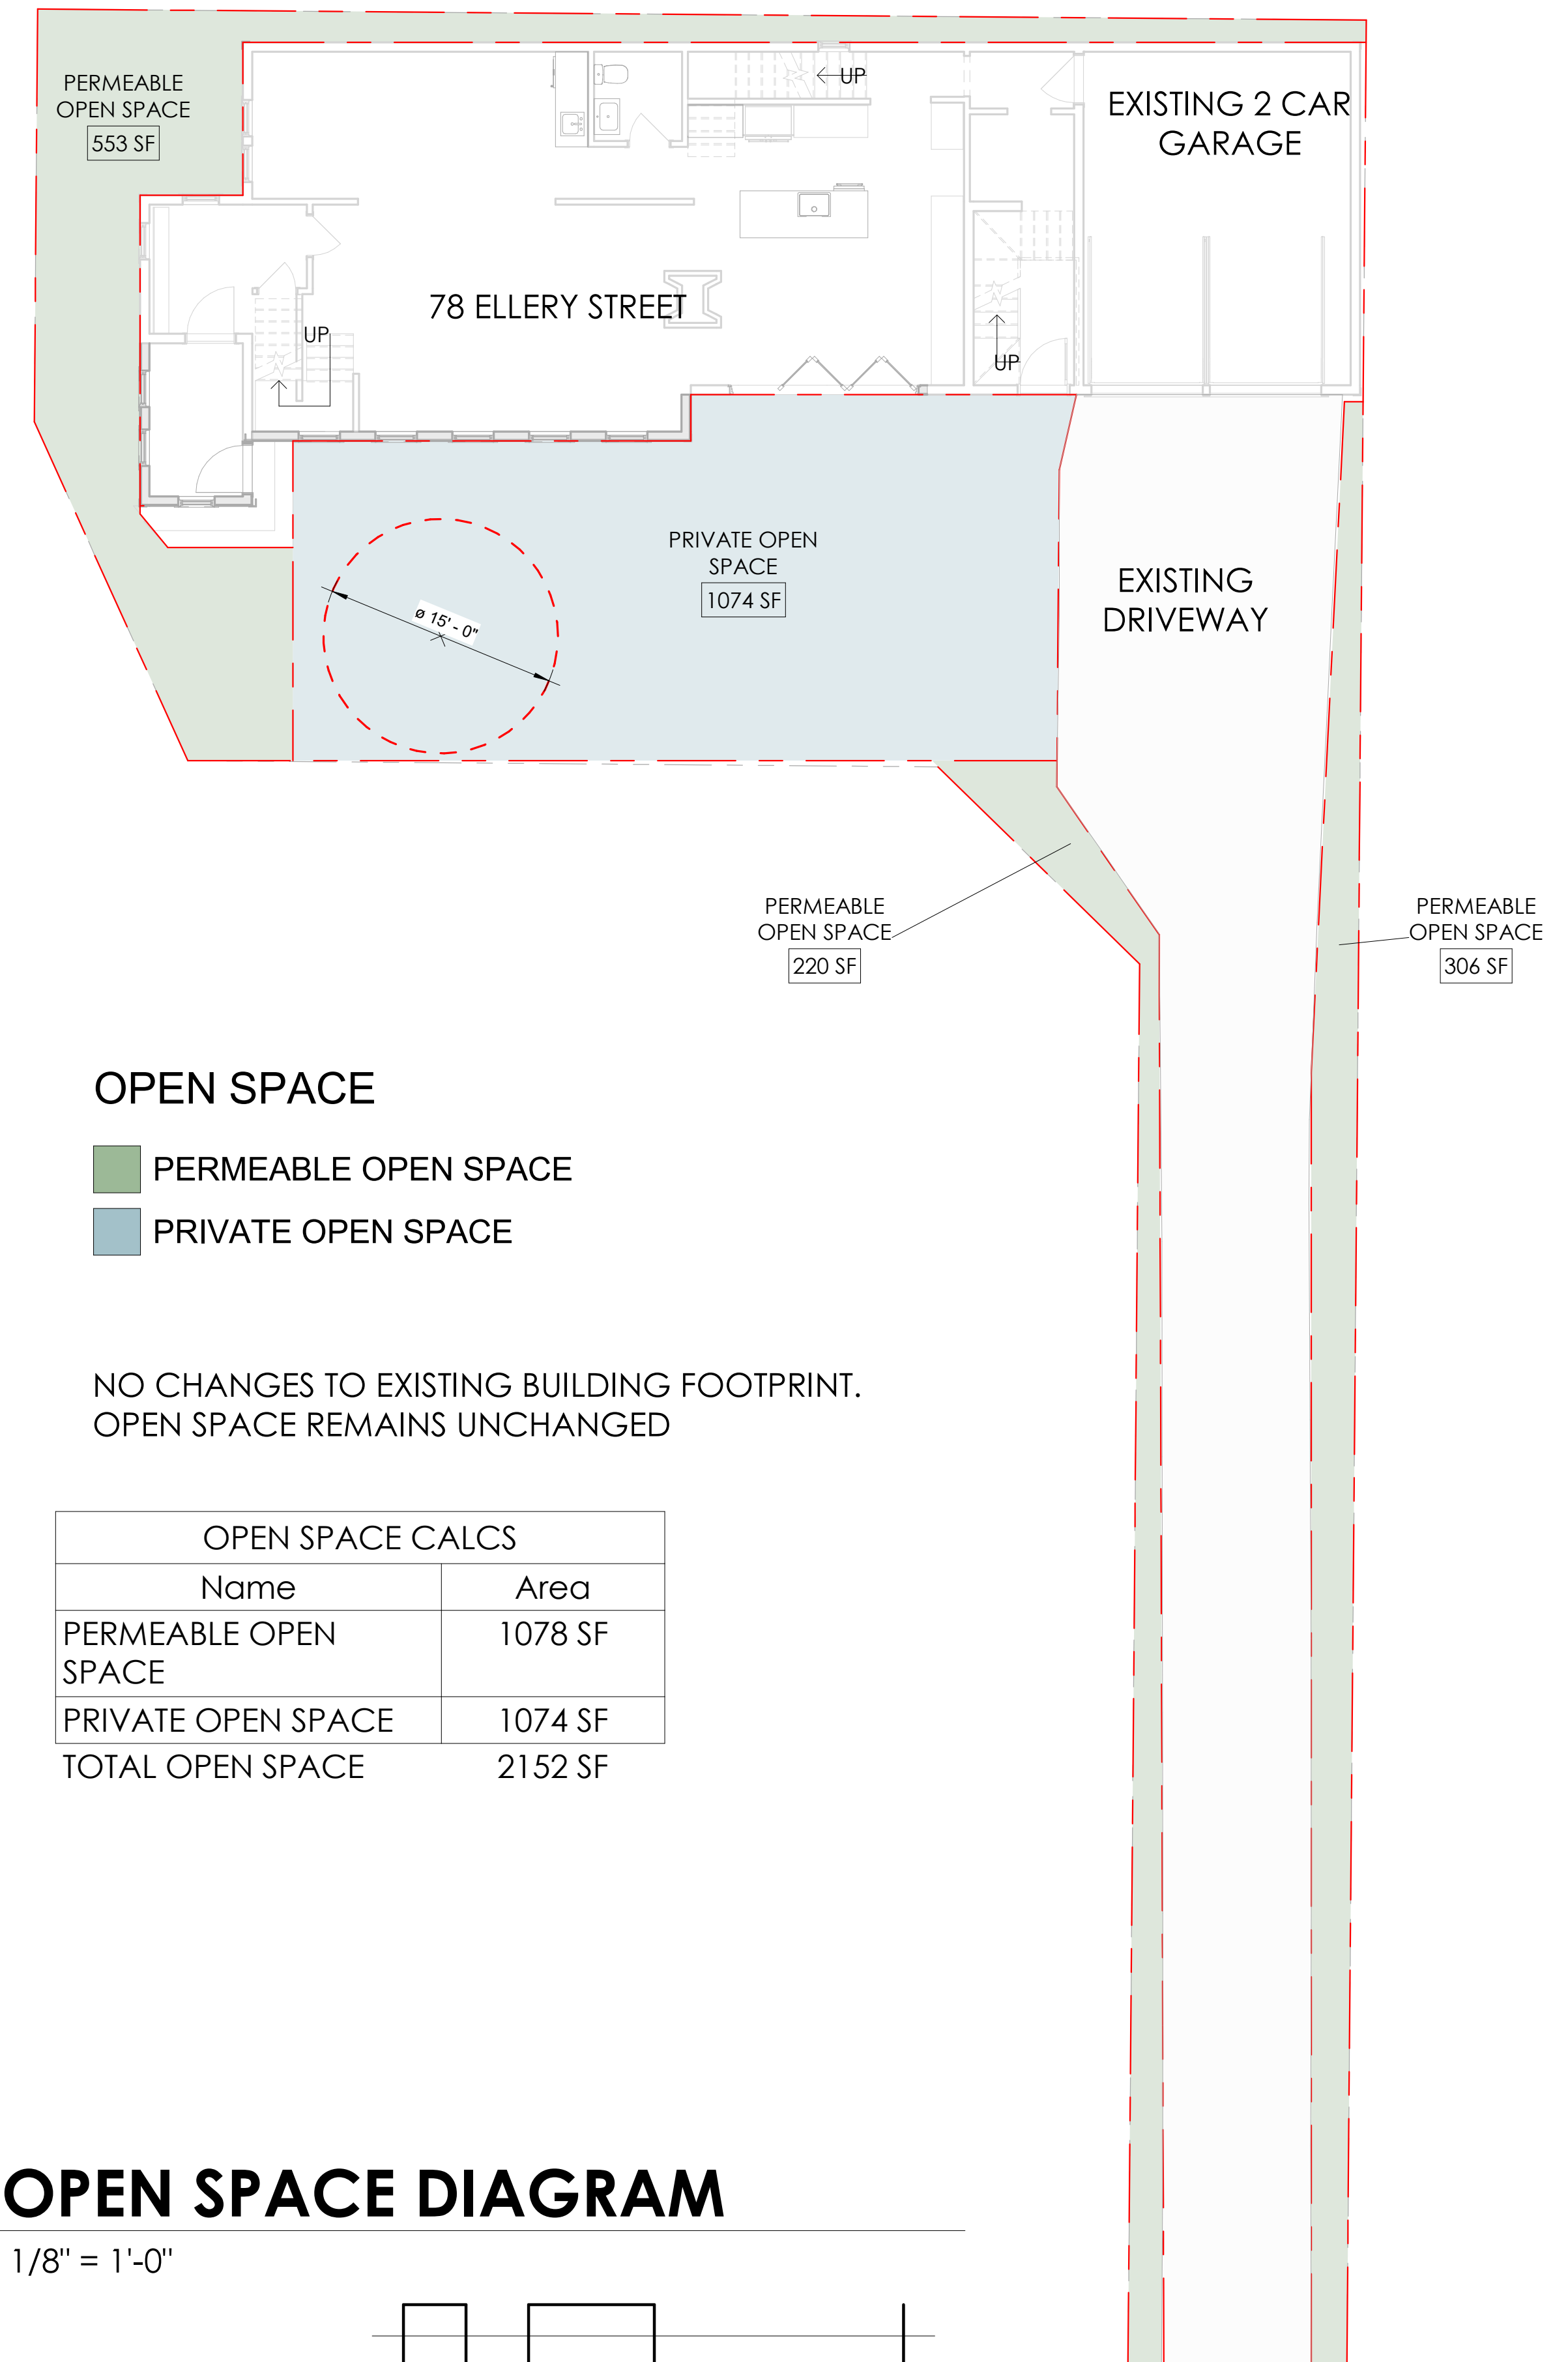 PERMEABLE
OPEN SPACE
553 SF
UP
EXISTING 2 CAR
GARAGE
78 ELLERY STREET
UP
UP
PRIVATE OPEN
SPACE
1074 SF
ø 15' - 0"
EXISTING
DRIVEWAY
PERMEABLE
OPEN SPACE
220 SF
PERMEABLE
OPEN SPACE
306 SF
OPEN SPACE
PERMEABLE OPEN SPACE
PRIVATE OPEN SPACE
NO CHANGES TO EXISTING BUILDING FOOTPRINT.
OPEN SPACE REMAINS UNCHANGED
OPEN SPACE CALCS
Name Area
PERMEABLE OPEN 1078 SF
SPACE
PRIVATE OPEN SPACE 1074 SF
TOTAL OPEN SPACE 2152 SF
OPEN SPACE DIAGRAM
1/8" = 1'-0"